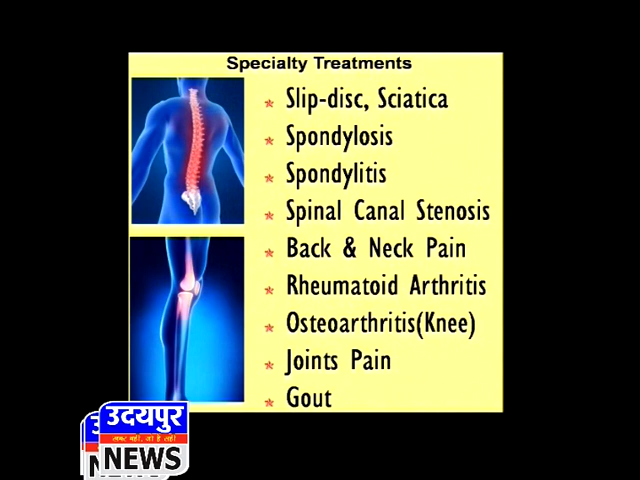 Specialty Treatments
* Slip-disc, Sciatica
* Spondylosis
* Spondylitis
* Spinal Canal Stenosis
* Back & Neck Pain
* Rheumatoid Arthritis
* Osteoarthritis(Knee)
* Joints Pain
* Gout
उदयपुर
NEWS